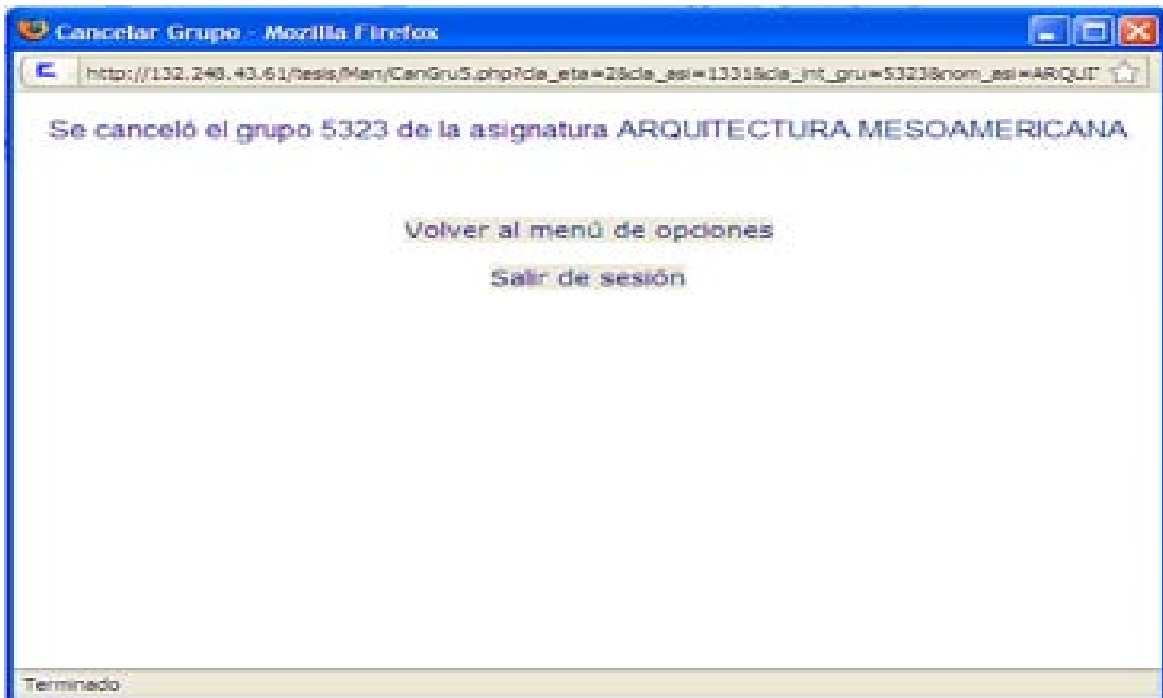 Cancelar Grupo - Mozilla Firefox
http://132.248.43.61/tesis/Man/CanGru5.php?cla_eta=2&cla_asi=1331&cla_int_gru=5323&nom_asi=ARQUIT
Se canceló el grupo 5323 de la asignatura ARQUITECTURA MESOAMERICANA
Volver al menú de opciones
Salir de sesión
Terminado